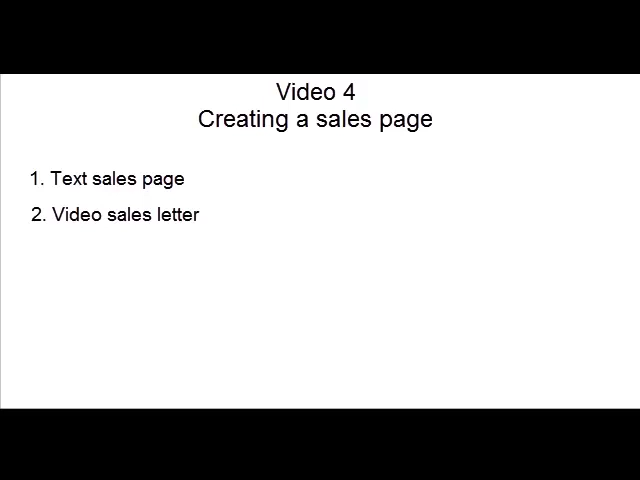 Video 4
Creating a sales page
1. Text sales page
2. Video sales letter